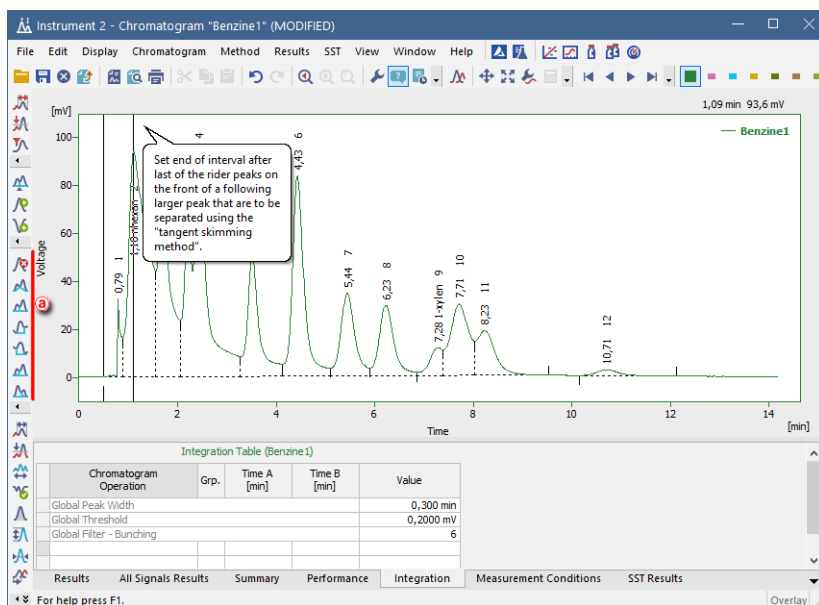 Instrument 2 - Chromatogram "Benzine1" (MODIFIED)
File Edit Display Chromatogram Method Results SST View Window Help
[mV]
1,09 min 93,6 mV
Benzine1
100
80
60
40
20
0
Voltage
a
Set end of interval after
last of the rider peaks on
the front of a following
larger peak that are to be
separated using the
"tangent skimming
method".
0,79 1
1,18 nhexan 2
4
4,43 6
5,44 7
6,23 8
7,28 1-xylen 9
7,71 10
8,23 11
10,71 12
0 2 4 6 8 10 12 14
Time
[min]
Integration Table (Benzine1)
Chromatogram Operation Grp. Time A [min] Time B [min] Value
Global Peak Width 0,300 min
Global Threshold 0,2000 mV
Global Filter - Bunching 6
Results All Signals Results Summary Performance Integration Measurement Conditions SST Results
For help press F1.
Overlay